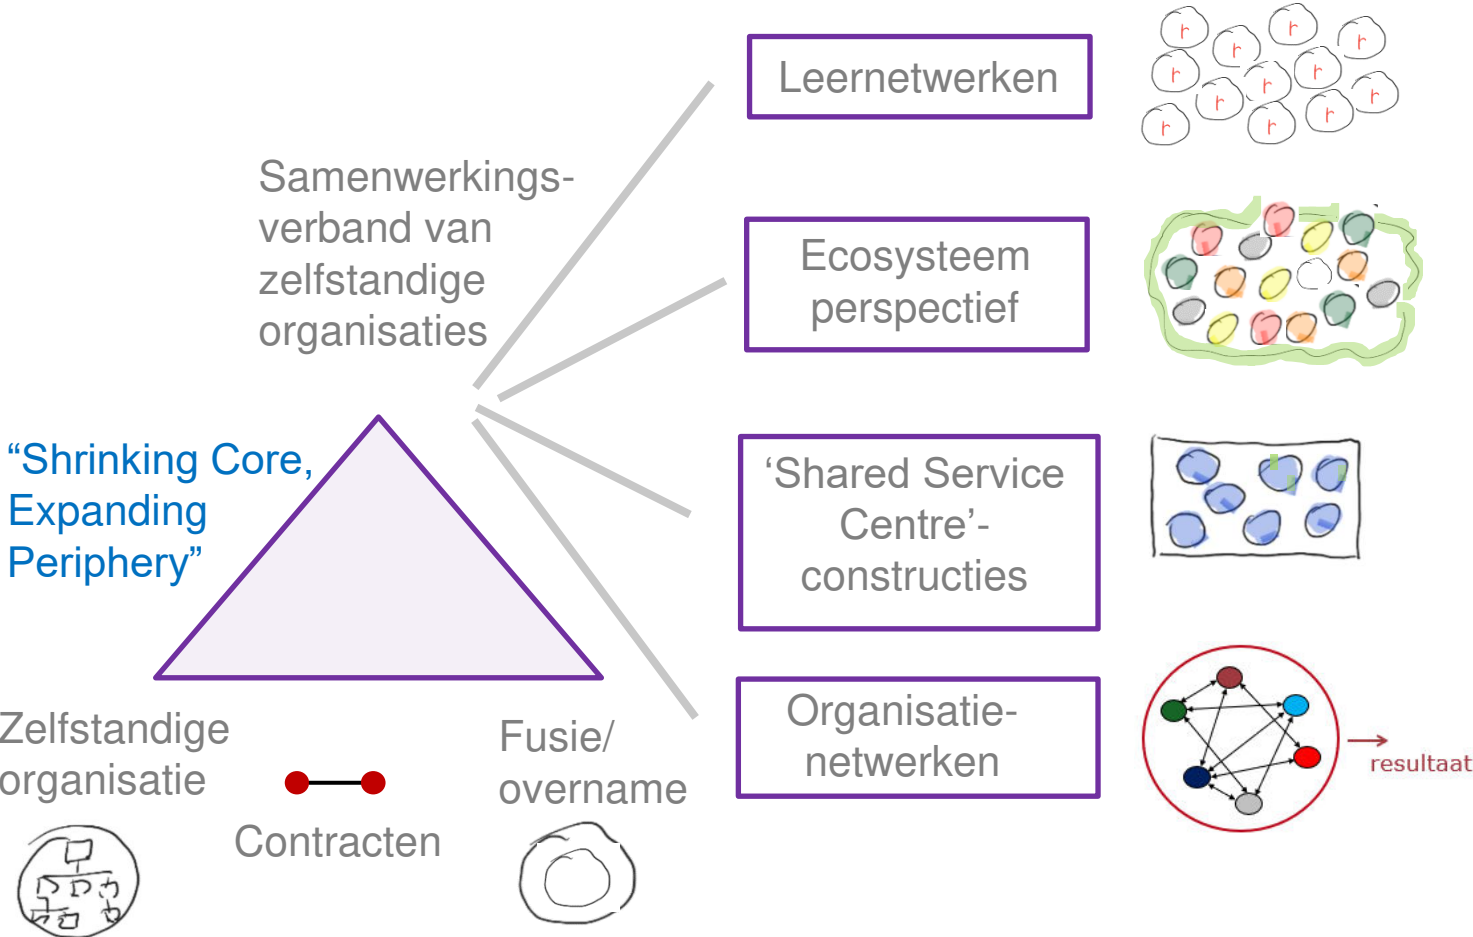 Leernetwerken
r r r r
r r r r
r r r r r
Samenwerkings-
verband van
zelfstandige
organisaties
Ecosysteem
perspectief
“Shrinking Core,
Expanding
Periphery”
‘Shared Service
Centre’-
constructies
Zelfstandige
organisatie
Contracten
Fusie/
overname
Organisatie-
netwerken
resultaat